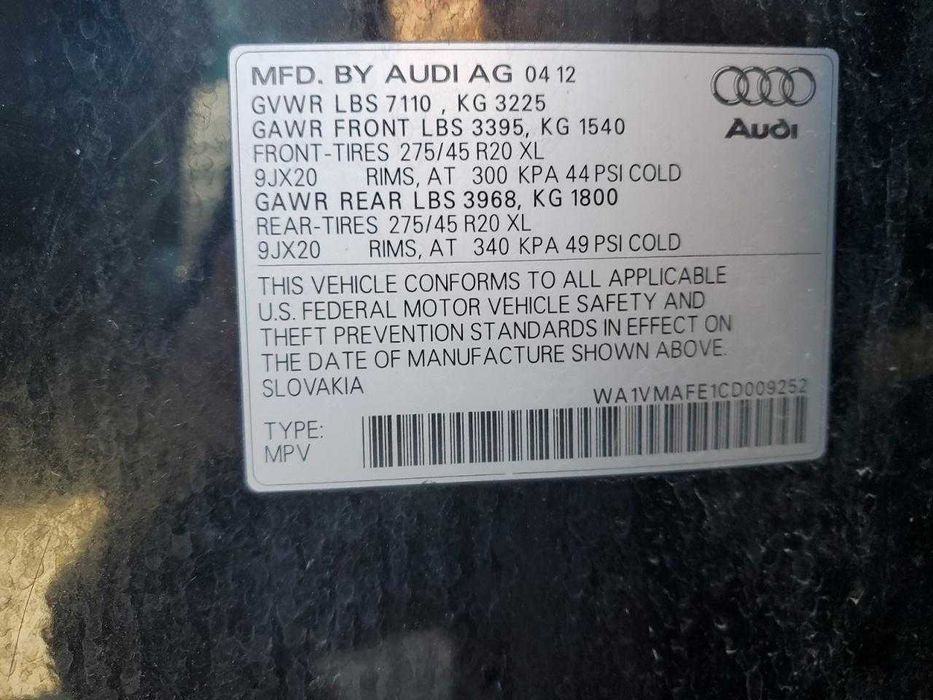 MFD. BY AUDI AG 04 12
GVWR LBS 7110 , KG 3225
GAWR FRONT LBS 3395, KG 1540
FRONT-TIRES 275/45 R20 XL
9JX20 RIMS, AT 300 KPA 44 PSI COLD
GAWR REAR LBS 3968, KG 1800
REAR-TIRES 275/45 R20 XL
9JX20 RIMS, AT 340 KPA 49 PSI COLD
Audi
THIS VEHICLE CONFORMS TO ALL APPLICABLE
U.S. FEDERAL MOTOR VEHICLE SAFETY AND
THEFT PREVENTION STANDARDS IN EFFECT ON
THE DATE OF MANUFACTURE SHOWN ABOVE.
SLOVAKIA
WA1VMAFE1CD009252
TYPE:
MPV